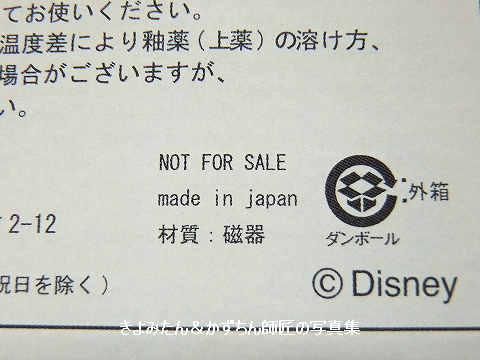 てお使いください。
温度差により釉薬(上薬)の溶け方、
場合がございますが、
い。
NOT FOR SALE
made in japan
材質:磁器
2-12
:外箱
ダンボール
祝日を除く)
© Disney
さよみたん&かずちん師匠の写真集